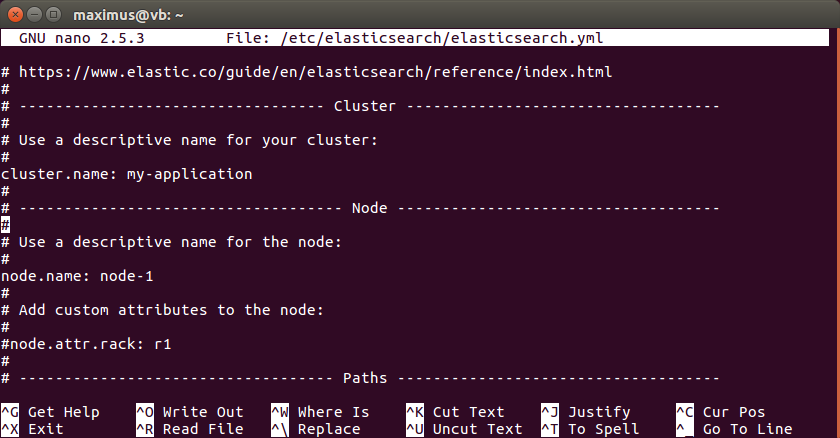 maximus@vb: ~
GNU nano 2.5.3 File: /etc/elasticsearch/elasticsearch.yml
# https://www.elastic.co/guide/en/elasticsearch/reference/index.html
#
# ---------------------------------- Cluster -----------------------------------
#
# Use a descriptive name for your cluster:
#
cluster.name: my-application
#
# ------------------------------------ Node ------------------------------------
#
# Use a descriptive name for the node:
#
node.name: node-1
#
# Add custom attributes to the node:
#
#node.attr.rack: r1
#
# ----------------------------------- Paths ------------------------------------
^G Get Help ^O Write Out ^W Where Is ^K Cut Text ^J Justify ^C Cur Pos
^X Exit ^R Read File ^\ Replace ^U Uncut Text ^T To Spell ^_ Go To Line